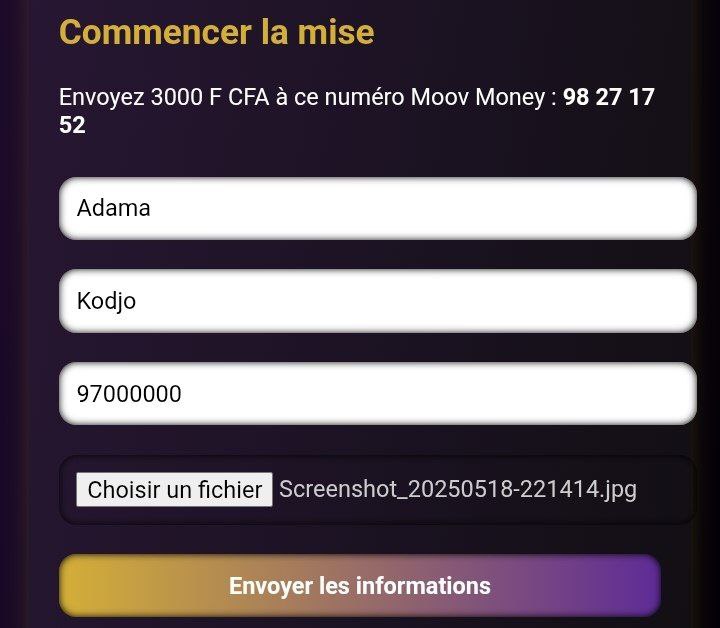 Commencer la mise
Envoyez 3000 F CFA à ce numéro Moov Money : 98 27 17
52
Adama
Kodjo
97000000
Choisir un fichier Screenshot_20250518-221414.jpg
Envoyer les informations